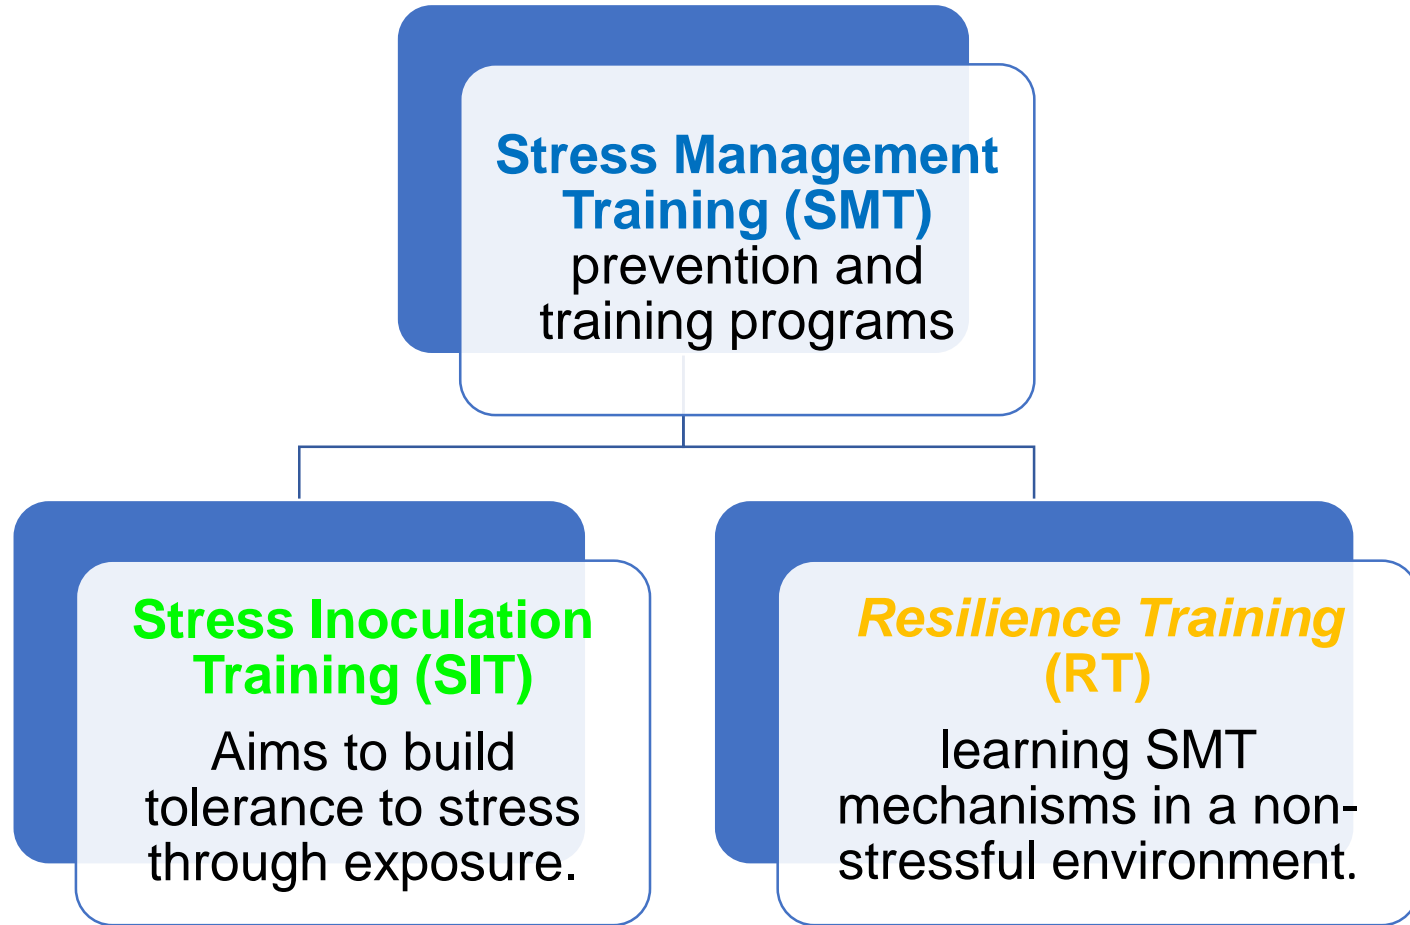 Stress Management
Training (SMT)
prevention and
training programs
Stress Inoculation
Training (SIT)
Aims to build
tolerance to stress
through exposure.
Resilience Training
(RT)
learning SMT
mechanisms in a non-
stressful environment.